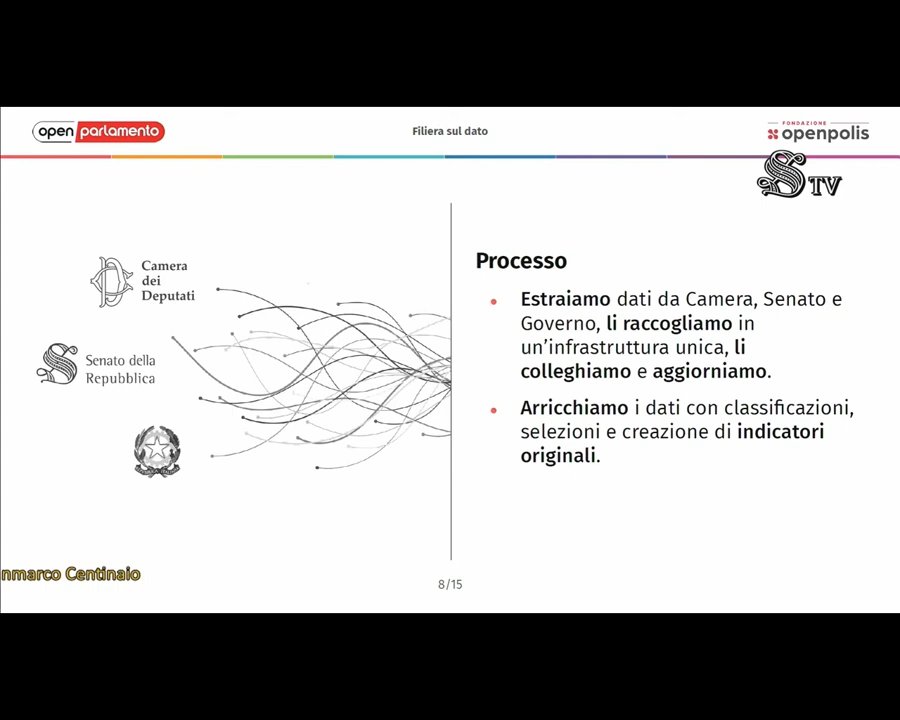 open parlamento
Filiera sul dato
FONDAZIONE
openpolis
S TV
Camera
dei
Deputati
Senato della
Repubblica
Processo
Estraiamo dati da Camera, Senato e
Governo, li raccogliamo in
un'infrastruttura unica, li
colleghiamo e aggiorniamo.
Arricchiamo i dati con classificazioni,
selezioni e creazione di indicatori
originali.
nmarco Centinaio
8/15